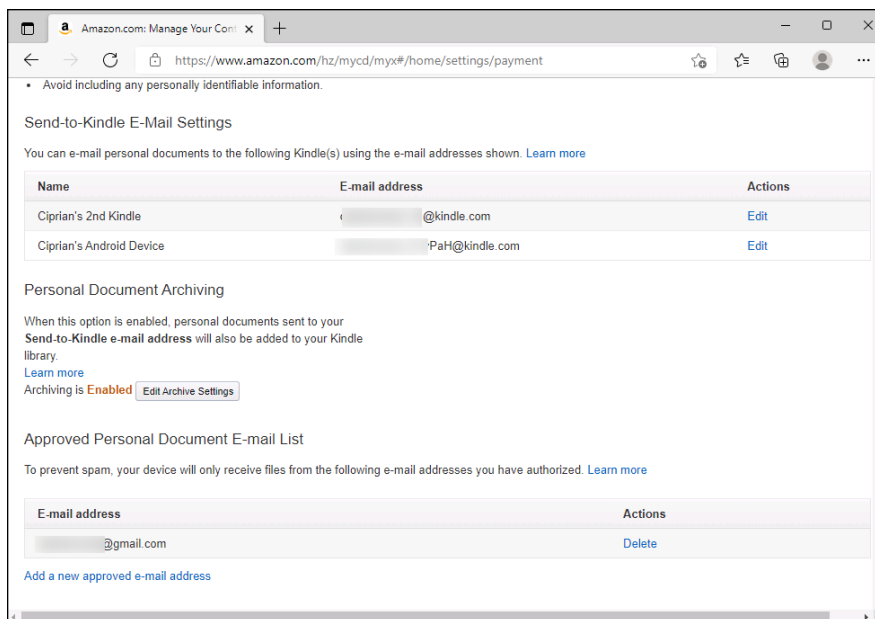 Amazon.com: Manage Your Cont
https://www.amazon.com/hz/mycd/myx#/home/settings/payment
• Avoid including any personally identifiable information.
Send-to-Kindle E-Mail Settings
You can e-mail personal documents to the following Kindle(s) using the e-mail addresses shown. Learn more
Name E-mail address Actions
Ciprian's 2nd Kindle @kindle.com Edit
Ciprian's Android Device PaH@kindle.com Edit
Personal Document Archiving
When this option is enabled, personal documents sent to your
Send-to-Kindle e-mail address will also be added to your Kindle
library.
Learn more
Archiving is Enabled Edit Archive Settings
Approved Personal Document E-mail List
To prevent spam, your device will only receive files from the following e-mail addresses you have authorized. Learn more
E-mail address Actions
@gmail.com Delete
Add a new approved e-mail address